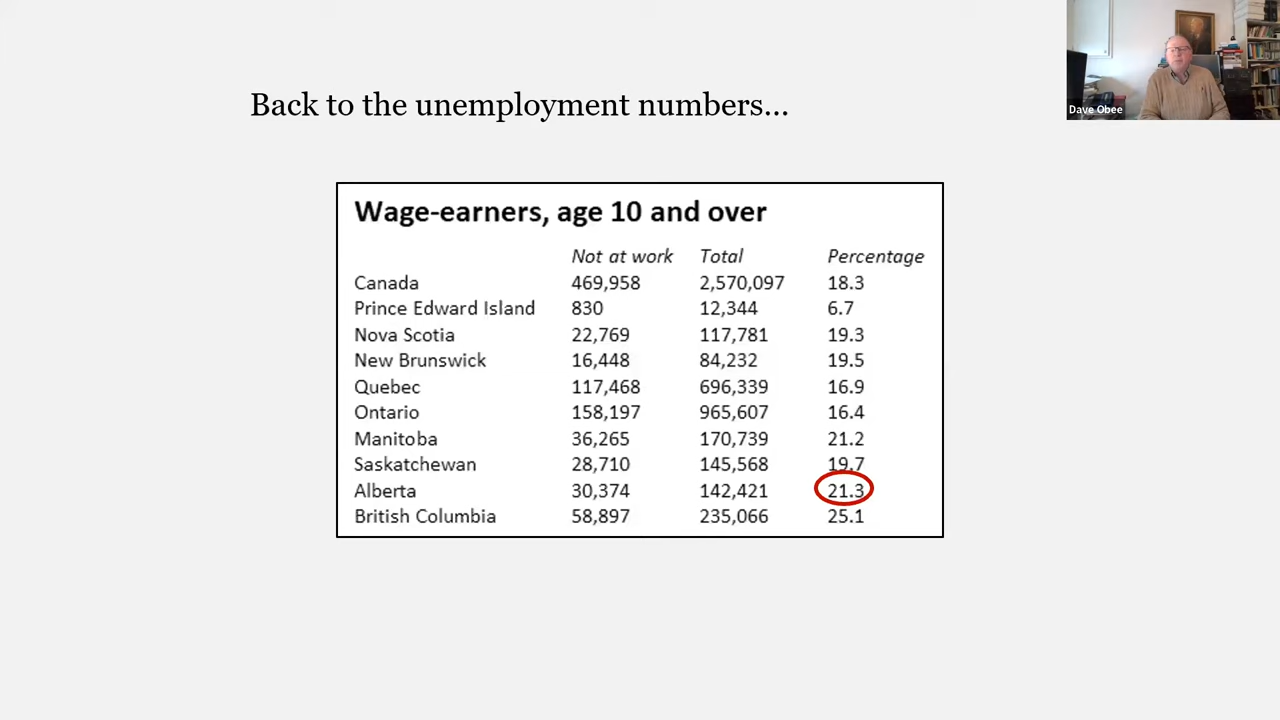 Back to the unemployment numbers...
Dave Obee
Wage-earners, age 10 and over
Not at work Total Percentage
Canada 469,958 2,570,097 18.3
Prince Edward Island 830 12,344 6.7
Nova Scotia 22,769 117,781 19.3
New Brunswick 16,448 84,232 19.5
Quebec 117,468 696,339 16.9
Ontario 158,197 965,607 16.4
Manitoba 36,265 170,739 21.2
Saskatchewan 28,710 145,568 19.7
Alberta 30,374 142,421 21.3
British Columbia 58,897 235,066 25.1